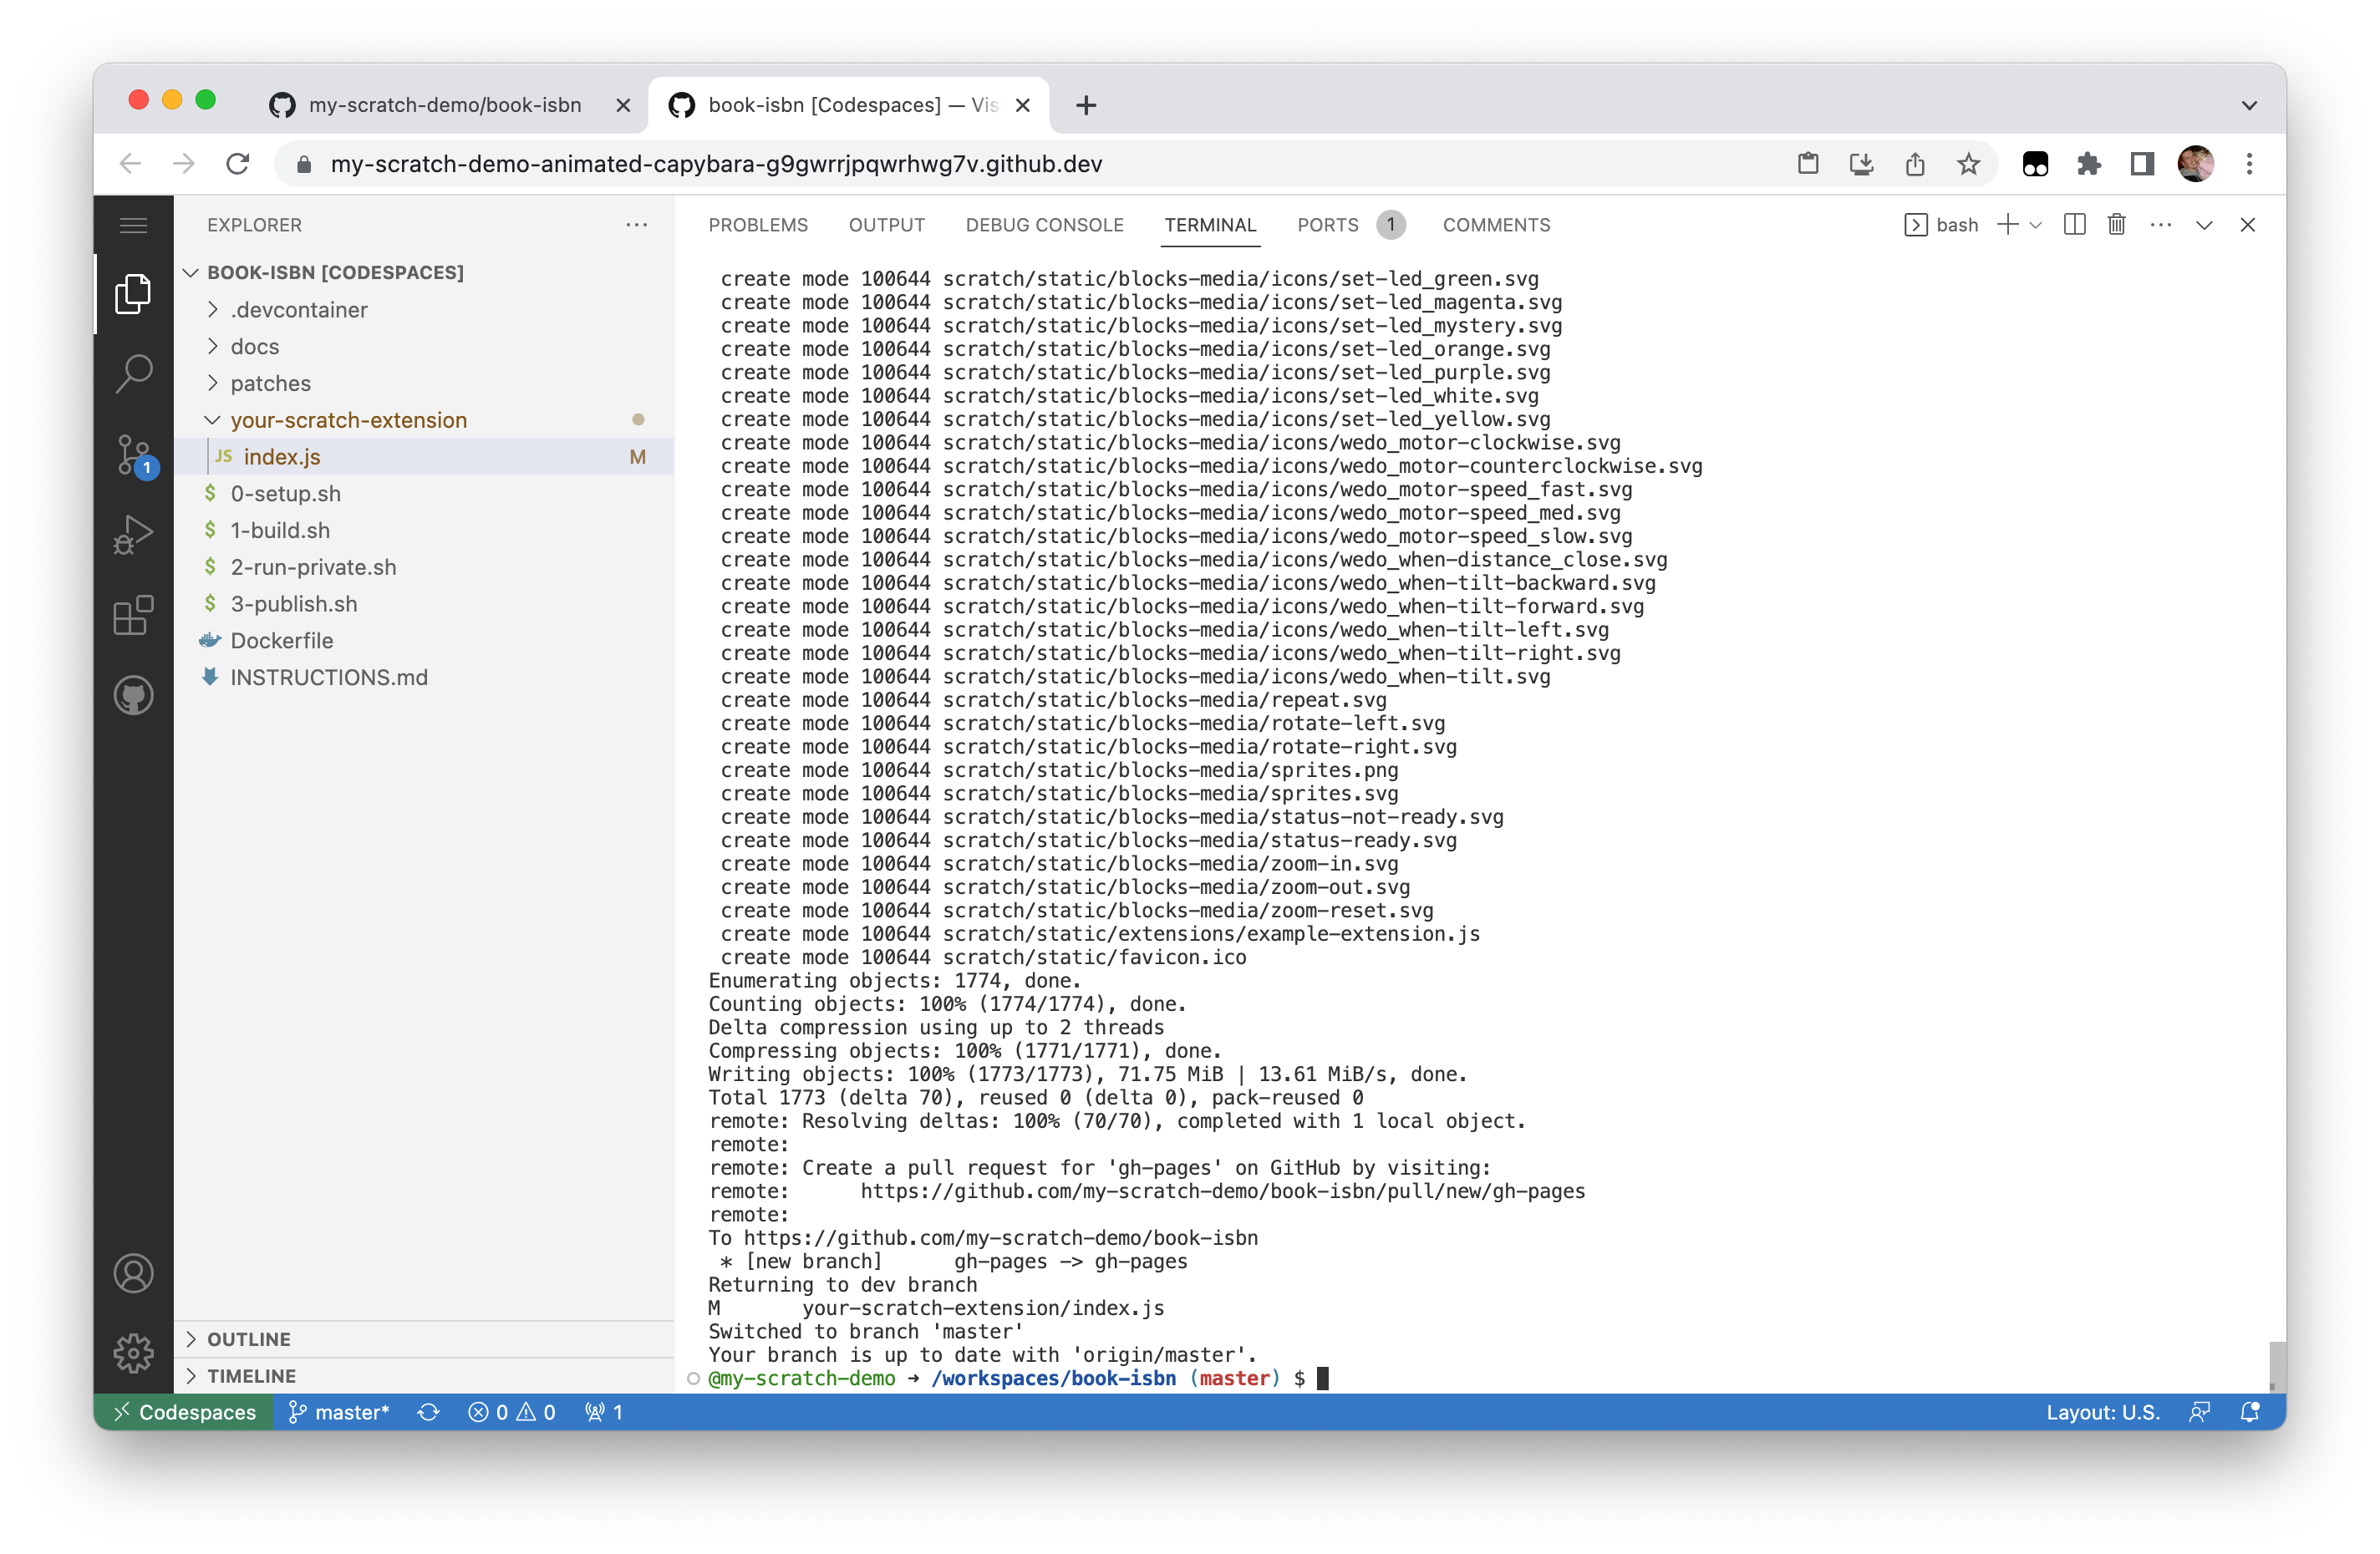 my-scratch-demo/book-isbn
book-isbn [Codespaces] — Vis
my-scratch-demo-animated-capybara-g9gwrrjpqwrhwg7v.github.dev
EXPLORER
BOOK-ISBN [CODESPACES]
.devcontainer
docs
patches
your-scratch-extension
JS index.js M
$ 0-setup.sh
$ 1-build.sh
$ 2-run-private.sh
$ 3-publish.sh
Dockerfile
INSTRUCTIONS.md
OUTLINE
TIMELINE
1
PROBLEMS OUTPUT DEBUG CONSOLE TERMINAL PORTS 1 COMMENTS
bash
create mode 100644 scratch/static/blocks-media/icons/set-led_green.svg
create mode 100644 scratch/static/blocks-media/icons/set-led_magenta.svg
create mode 100644 scratch/static/blocks-media/icons/set-led_mystery.svg
create mode 100644 scratch/static/blocks-media/icons/set-led_orange.svg
create mode 100644 scratch/static/blocks-media/icons/set-led_purple.svg
create mode 100644 scratch/static/blocks-media/icons/set-led_white.svg
create mode 100644 scratch/static/blocks-media/icons/set-led_yellow.svg
create mode 100644 scratch/static/blocks-media/icons/wedo_motor-clockwise.svg
create mode 100644 scratch/static/blocks-media/icons/wedo_motor-counterclockwise.svg
create mode 100644 scratch/static/blocks-media/icons/wedo_motor-speed_fast.svg
create mode 100644 scratch/static/blocks-media/icons/wedo_motor-speed_med.svg
create mode 100644 scratch/static/blocks-media/icons/wedo_motor-speed_slow.svg
create mode 100644 scratch/static/blocks-media/icons/wedo_when-distance_close.svg
create mode 100644 scratch/static/blocks-media/icons/wedo_when-tilt-backward.svg
create mode 100644 scratch/static/blocks-media/icons/wedo_when-tilt-forward.svg
create mode 100644 scratch/static/blocks-media/icons/wedo_when-tilt-left.svg
create mode 100644 scratch/static/blocks-media/icons/wedo_when-tilt-right.svg
create mode 100644 scratch/static/blocks-media/icons/wedo_when-tilt.svg
create mode 100644 scratch/static/blocks-media/repeat.svg
create mode 100644 scratch/static/blocks-media/rotate-left.svg
create mode 100644 scratch/static/blocks-media/rotate-right.svg
create mode 100644 scratch/static/blocks-media/sprites.png
create mode 100644 scratch/static/blocks-media/sprites.svg
create mode 100644 scratch/static/blocks-media/status-not-ready.svg
create mode 100644 scratch/static/blocks-media/status-ready.svg
create mode 100644 scratch/static/blocks-media/zoom-in.svg
create mode 100644 scratch/static/blocks-media/zoom-out.svg
create mode 100644 scratch/static/blocks-media/zoom-reset.svg
create mode 100644 scratch/static/extensions/example-extension.js
create mode 100644 scratch/static/favicon.ico
Enumerating objects: 1774, done.
Counting objects: 100% (1774/1774), done.
Delta compression using up to 2 threads
Compressing objects: 100% (1771/1771), done.
Writing objects: 100% (1773/1773), 71.75 MiB | 13.61 MiB/s, done.
Total 1773 (delta 70), reused 0 (delta 0), pack-reused 0
remote: Resolving deltas: 100% (70/70), completed with 1 local object.
remote:
remote: Create a pull request for 'gh-pages' on GitHub by visiting:
remote:      https://github.com/my-scratch-demo/book-isbn/pull/new/gh-pages
remote:
To https://github.com/my-scratch-demo/book-isbn
* [new branch]      gh-pages -> gh-pages
Returning to dev branch
M       your-scratch-extension/index.js
Switched to branch 'master'
Your branch is up to date with 'origin/master'.
@my-scratch-demo ➜ /workspaces/book-isbn (master) $
Codespaces master* 0 0 1 Layout: U.S.